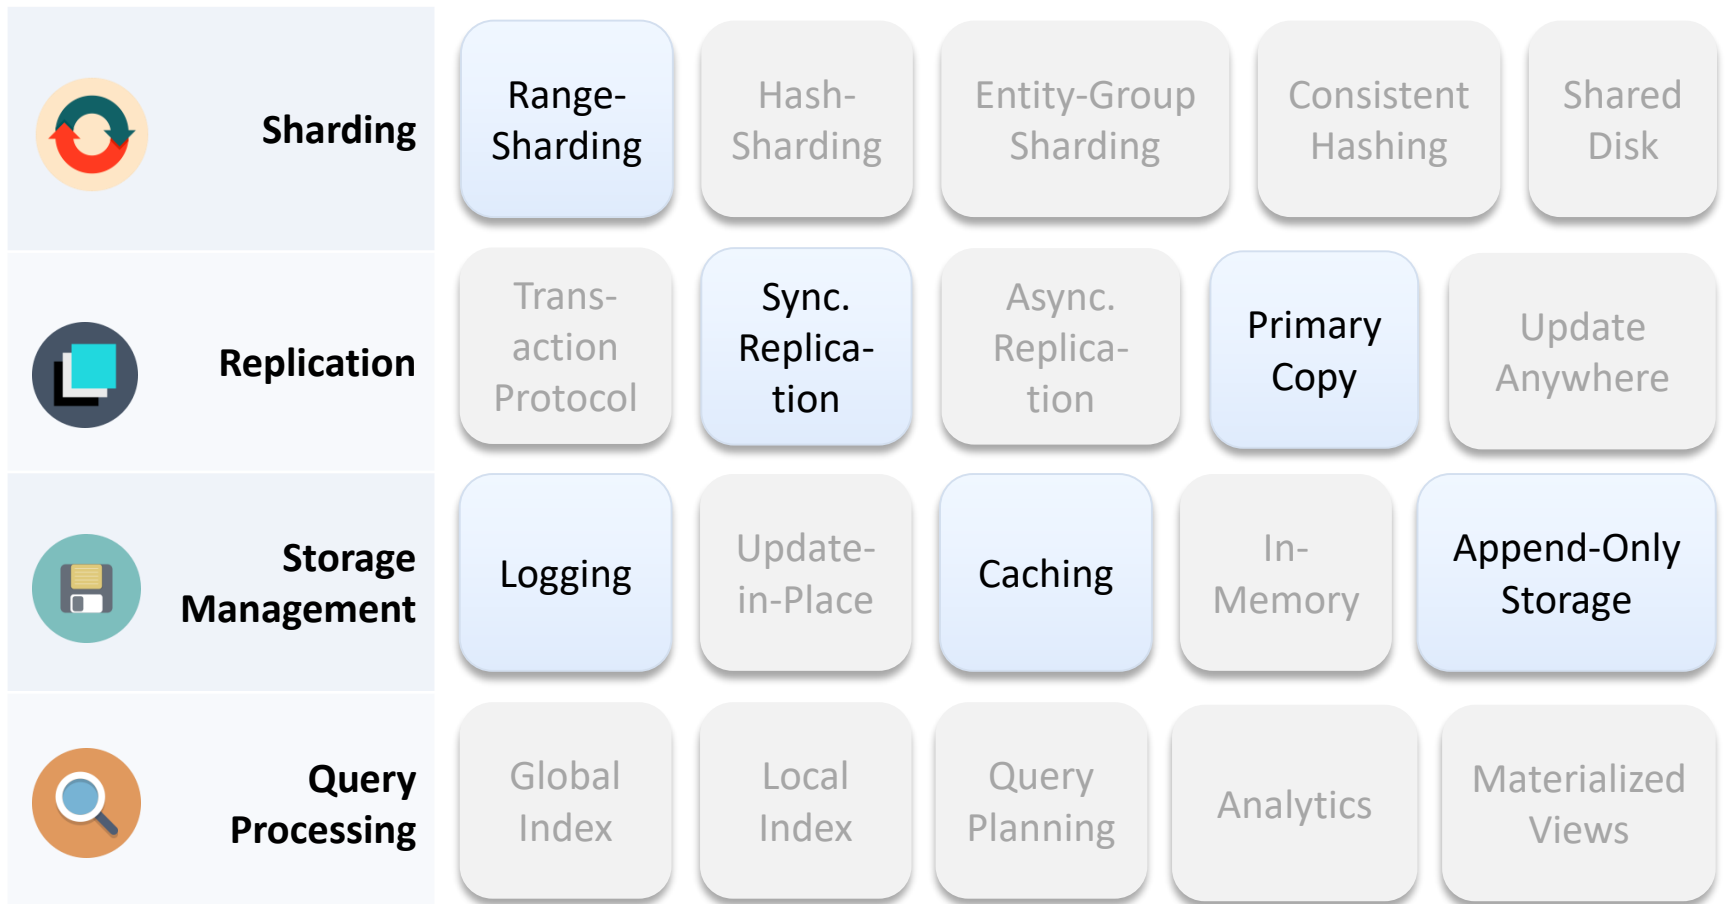 Sharding
Range-
Sharding
Hash-
Sharding
Entity-Group
Sharding
Consistent
Hashing
Shared
Disk
Replication
Trans-
action
Protocol
Sync.
Replica-
tion
Async.
Replica-
tion
Primary
Copy
Update
Anywhere
Storage
Management
Logging
Update-
in-Place
Caching
In-
Memory
Append-Only
Storage
Query
Processing
Global
Index
Local
Index
Query
Planning
Analytics
Materialized
Views